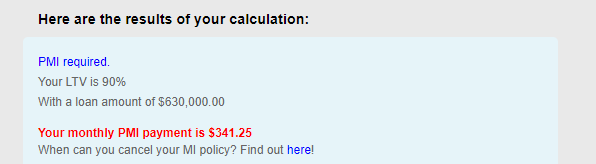 Here are the results of your calculation:
PMI required.
Your LTV is 90%
With a loan amount of $630,000.00
Your monthly PMI payment is $341.25
When can you cancel your MI policy? Find out here!